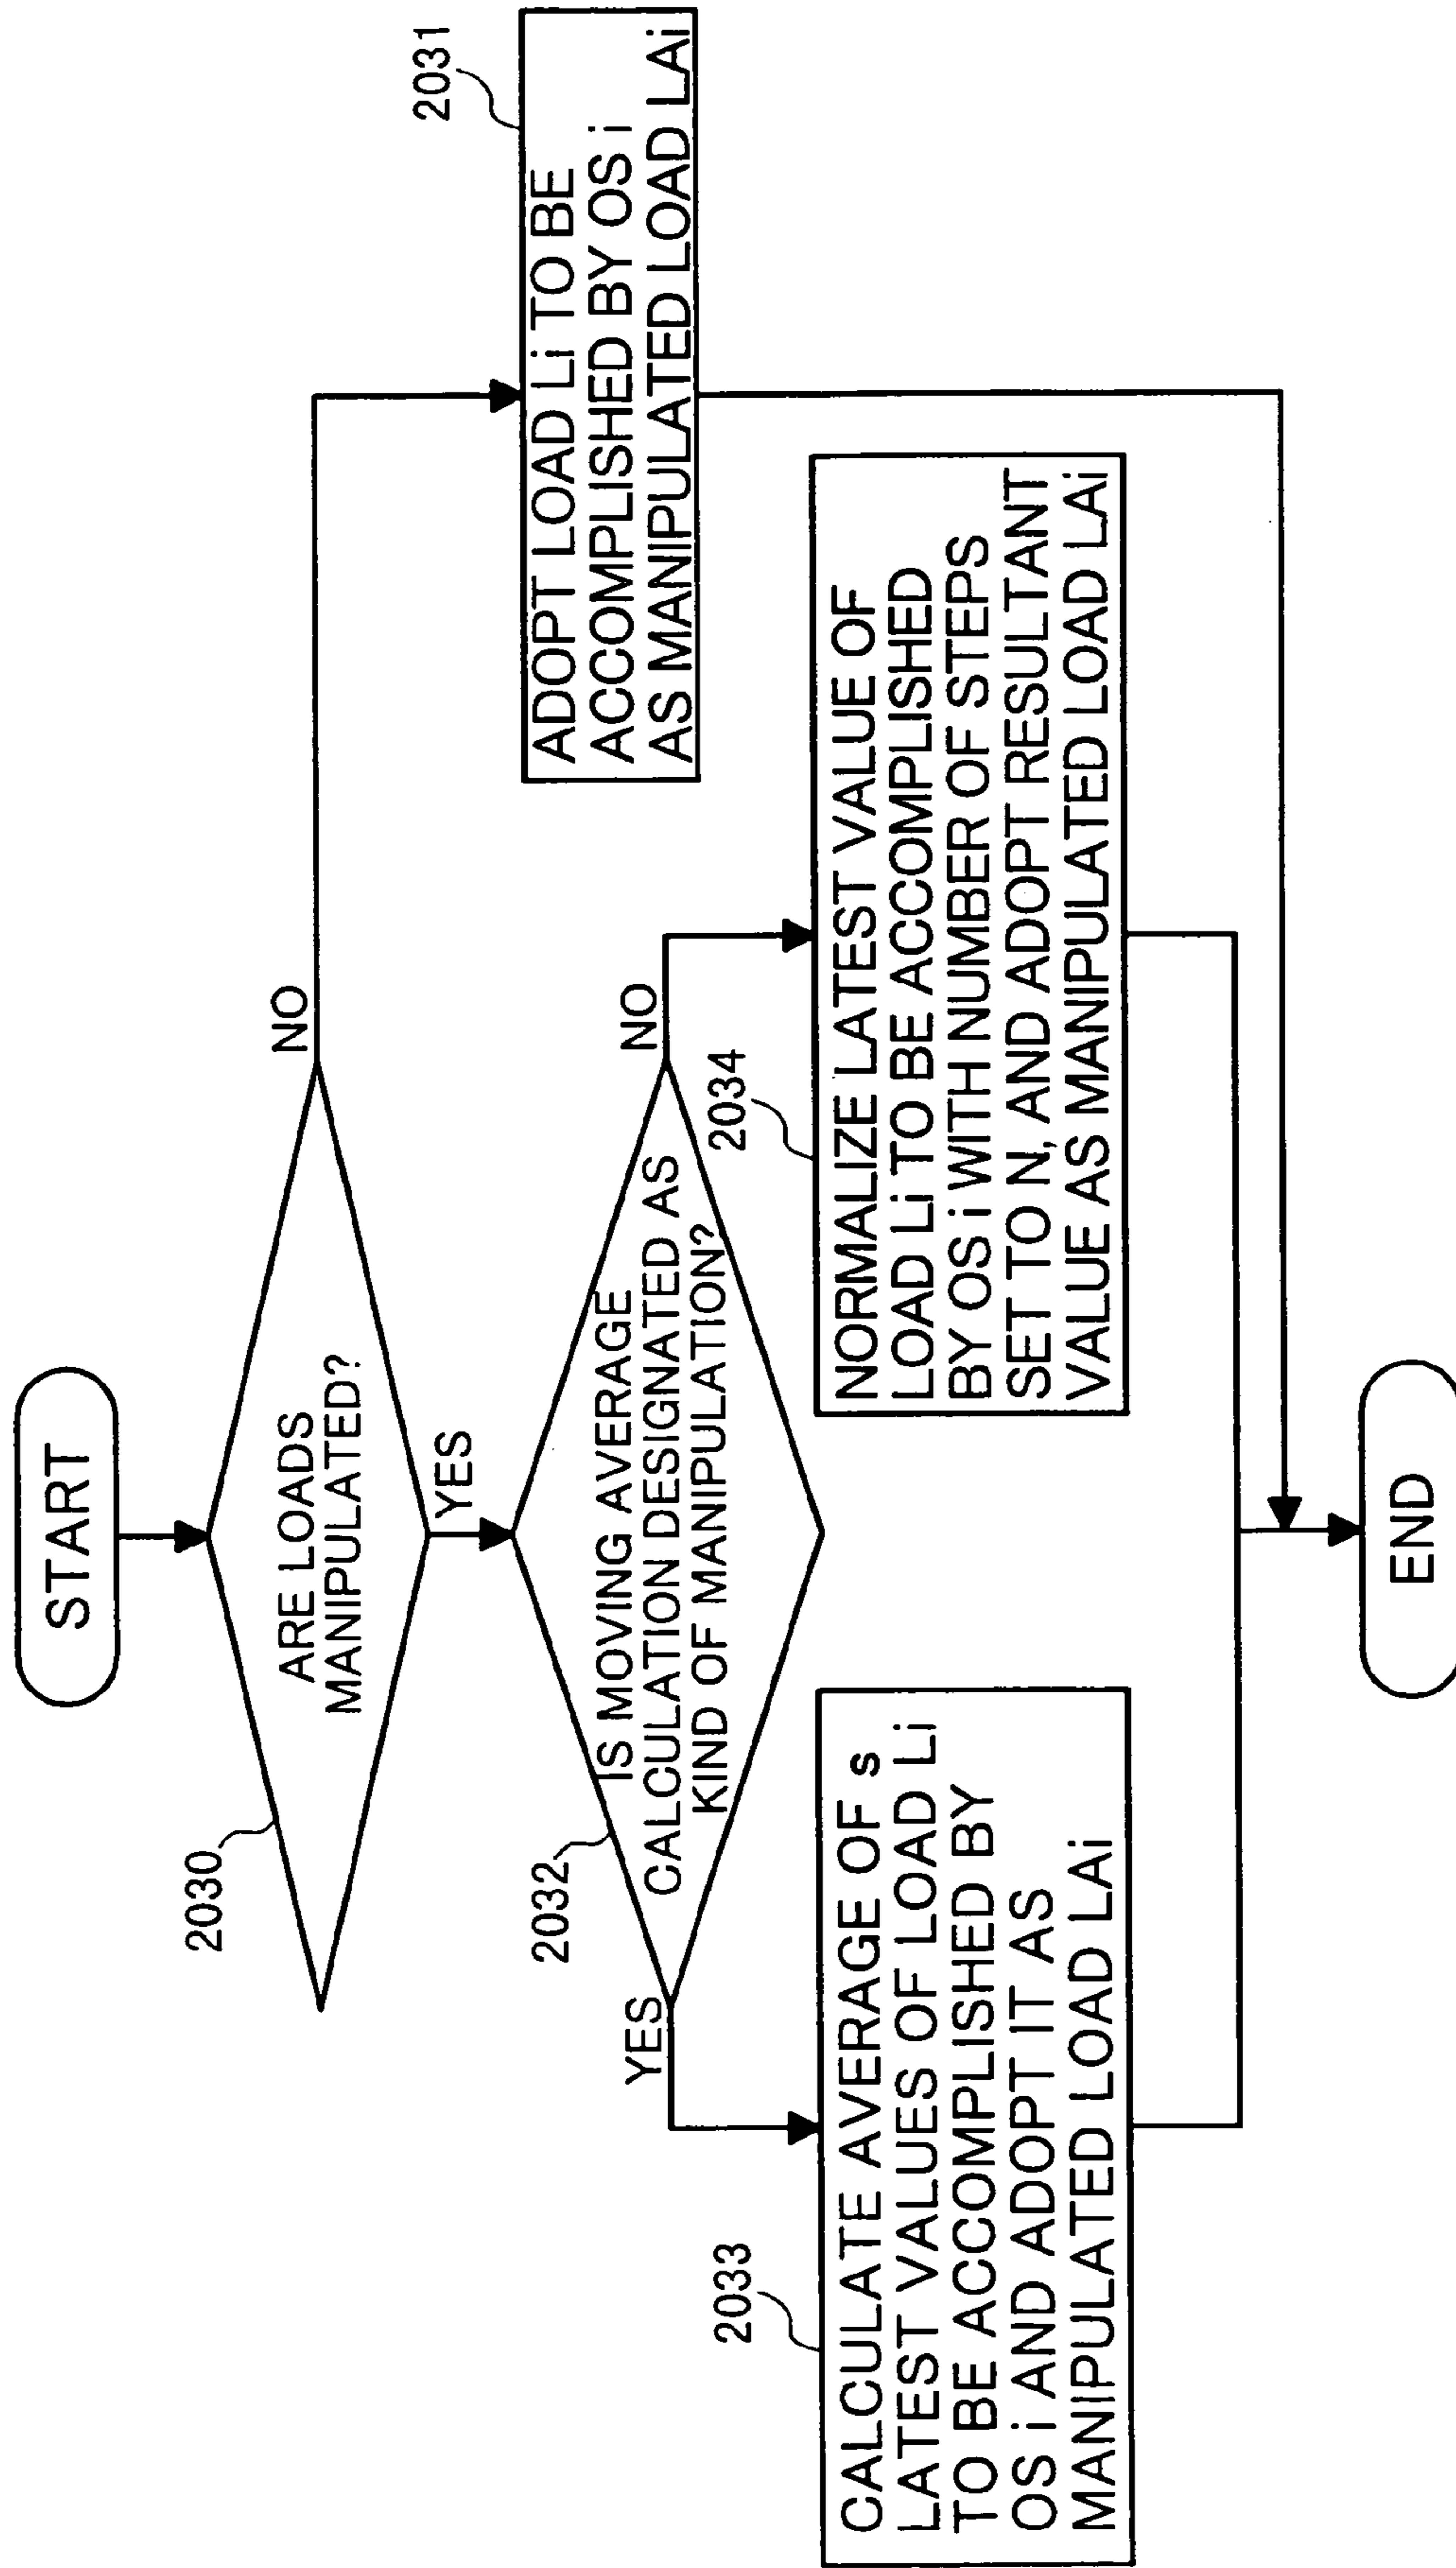 START
2030
ARE LOADS
MANIPULATED?
NO
YES
2031
ADOPT LOAD Li TO BE
ACCOMPLISHED BY OS i
AS MANIPULATED LOAD LAi
2032
IS MOVING AVERAGE
CALCULATION DESIGNATED AS
KIND OF MANIPULATION?
YES
NO
2033
CALCULATE AVERAGE OF s
LATEST VALUES OF LOAD Li
TO BE ACCOMPLISHED BY
OS i AND ADOPT IT AS
MANIPULATED LOAD LAi
2034
NORMALIZE LATEST VALUE OF
LOAD Li TO BE ACCOMPLISHED
BY OS i WITH NUMBER OF STEPS
SET TO N, AND ADOPT RESULTANT
VALUE AS MANIPULATED LOAD LAi
END